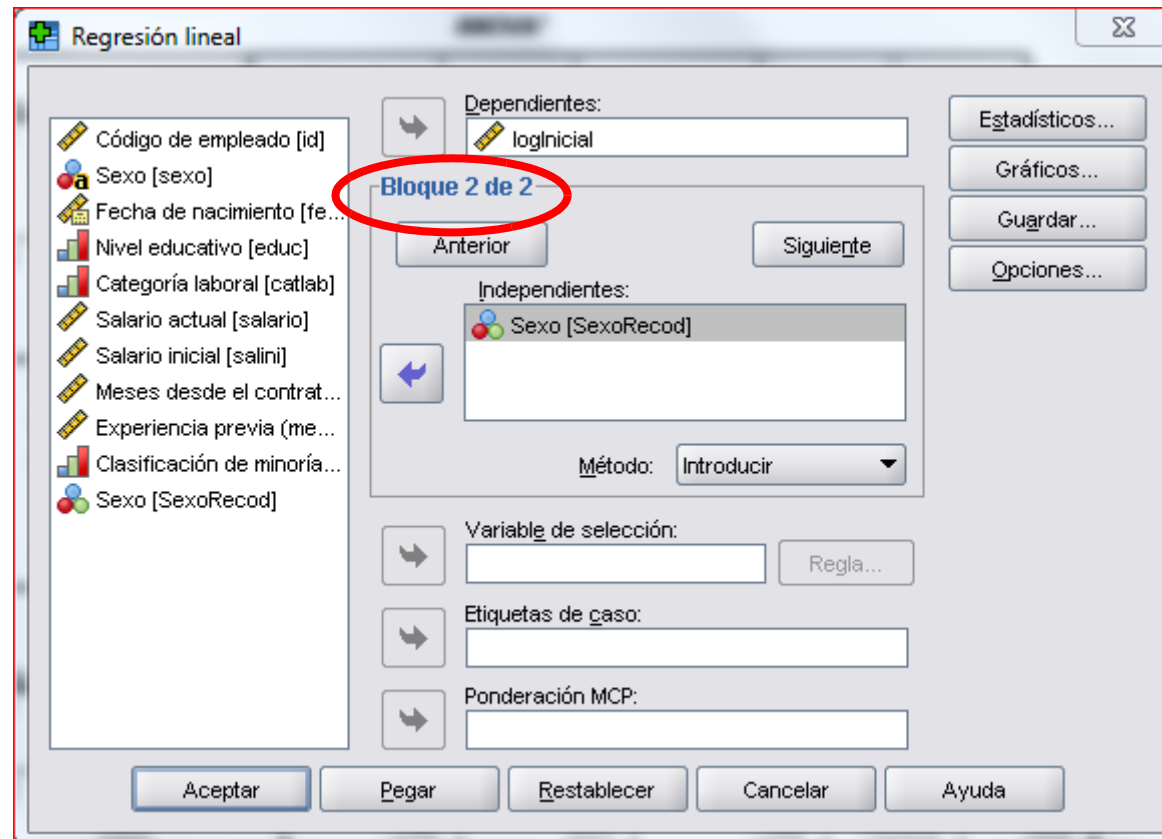 Regresión lineal
Código de empleado [id]
Sexo [sexo]
Fecha de nacimiento [fe...
Nivel educativo [educ]
Categoría laboral [catlab]
Salario actual [salario]
Salario inicial [salini]
Meses desde el contrat...
Experiencia previa (me...
Clasificación de minoría...
Sexo [SexoRecod]
Dependientes:
logInicial
Bloque 2 de 2
Anterior
Siguiente
Independientes:
Sexo [SexoRecod]
Método: Introducir
Variable de selección:
Regla...
Etiquetas de caso:
Ponderación MCP:
Estadísticos...
Gráficos...
Guardar...
Opciones...
Aceptar Pegar Restablecer Cancelar Ayuda